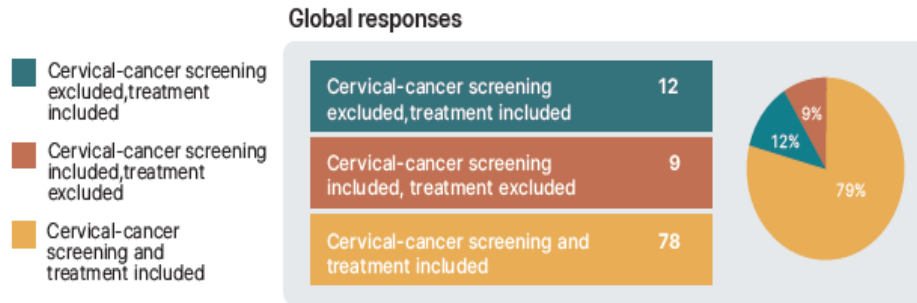 Global responses
Cervical-cancer screening
excluded,treatment
included
Cervical-cancer screening
included,treatment
excluded
Cervical-cancer
screening and
treatment included
Cervical-cancer screening 12
excluded,treatment included
Cervical-cancer screening 9
included, treatment excluded
Cervical-cancer screening and 78
treatment included
9%
12%
79%